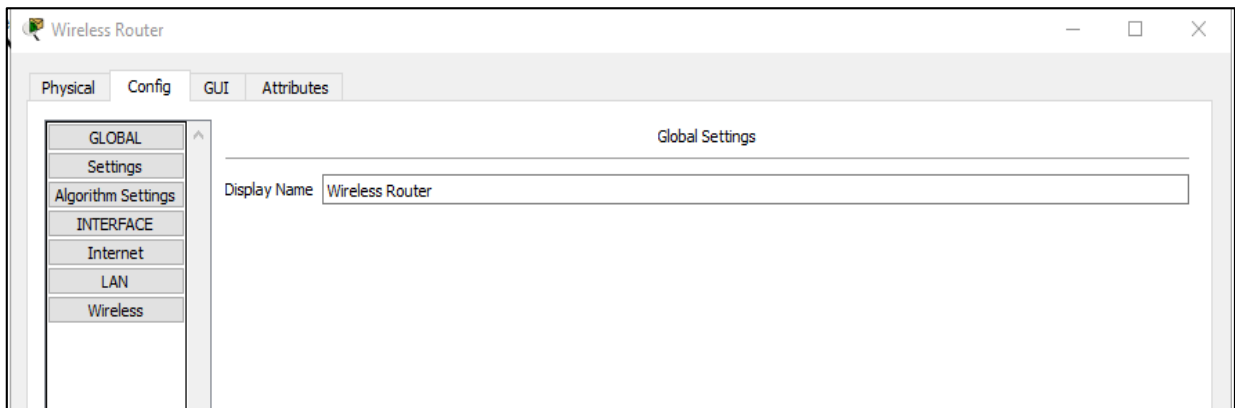 Wireless Router
Physical Config GUI Attributes
GLOBAL
Settings
Algorithm Settings
INTERFACE
Internet
LAN
Wireless
Global Settings
Display Name Wireless Router